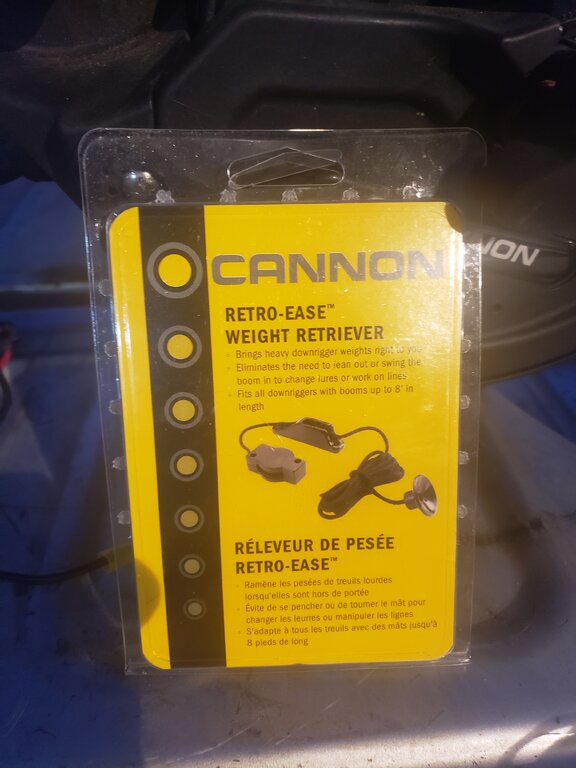 CANNON
RETRO-EASE™
WEIGHT RETRIEVER
◦ Brings heavy downrigger weights right to you
◦ Eliminates the need to lean out or swing the
boom in to change lures or work on lines
◦ Fits all downriggers with booms up to 8' in
length
RÉLEVEUR DE PESÉE
RETRO-EASE™
◦ Ramène les pesées de treuils lourdes
lorsqu'elles sont hors de portée
◦ Évite de se pencher ou de tourner le mât pour
changer les leurres ou manipuler les lignes
◦ S'adapte à tous les treuils avec des mâts jusqu'à
8 pieds de long
NON